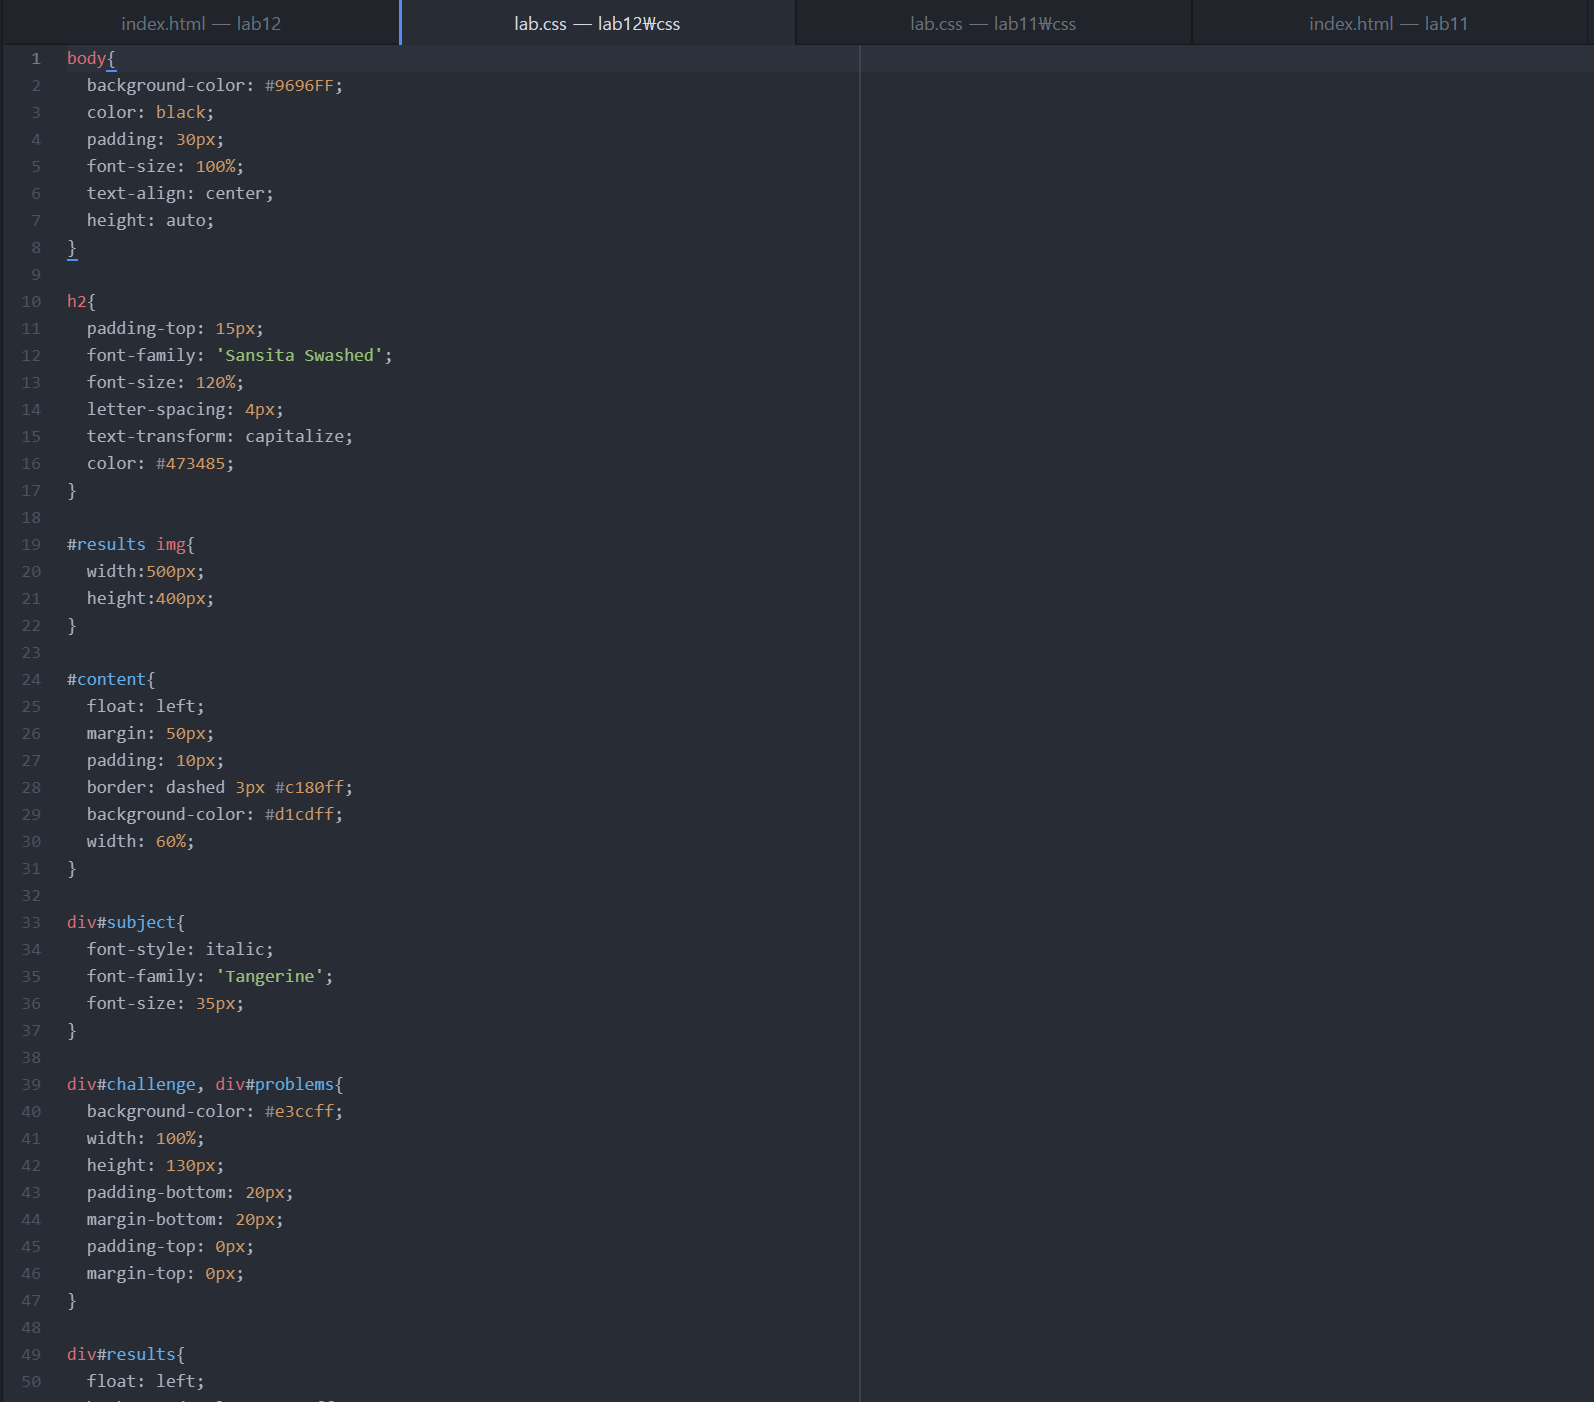 index.html — lab12
lab.css — lab12₩css
lab.css — lab11₩css
index.html — lab11
1 body{
2   background-color: #9696FF;
3   color: black;
4   padding: 30px;
5   font-size: 100%;
6   text-align: center;
7   height: auto;
8 }
9
10 h2{
11   padding-top: 15px;
12   font-family: 'Sansita Swashed';
13   font-size: 120%;
14   letter-spacing: 4px;
15   text-transform: capitalize;
16   color: #473485;
17 }
18
19 #results img{
20   width:500px;
21   height:400px;
22 }
23
24 #content{
25   float: left;
26   margin: 50px;
27   padding: 10px;
28   border: dashed 3px #c180ff;
29   background-color: #d1cdff;
30   width: 60%;
31 }
32
33 div#subject{
34   font-style: italic;
35   font-family: 'Tangerine';
36   font-size: 35px;
37 }
38
39 div#challenge, div#problems{
40   background-color: #e3ccff;
41   width: 100%;
42   height: 130px;
43   padding-bottom: 20px;
44   margin-bottom: 20px;
45   padding-top: 0px;
46   margin-top: 0px;
47 }
48
49 div#results{
50   float: left;